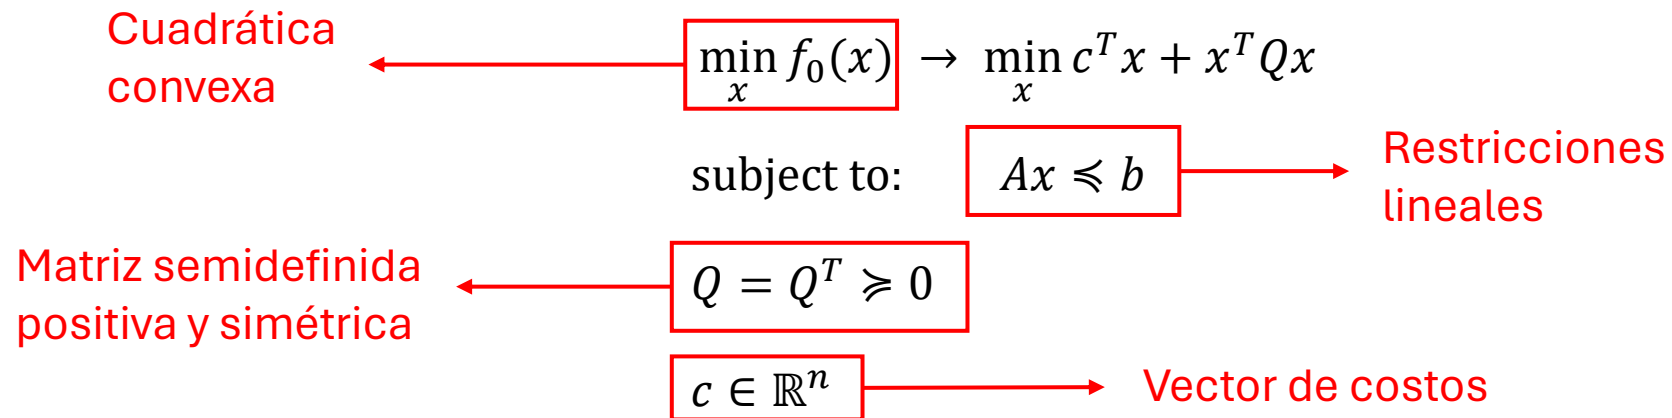 Cuadrática
convexa
min f₀(x) → min cᵀx + xᵀQx
x x
subject to: Ax ≼ b
Restricciones
lineales
Matriz semidefinida
positiva y simétrica
Q = Qᵀ ≽ 0
c ∈ ℝⁿ
Vector de costos